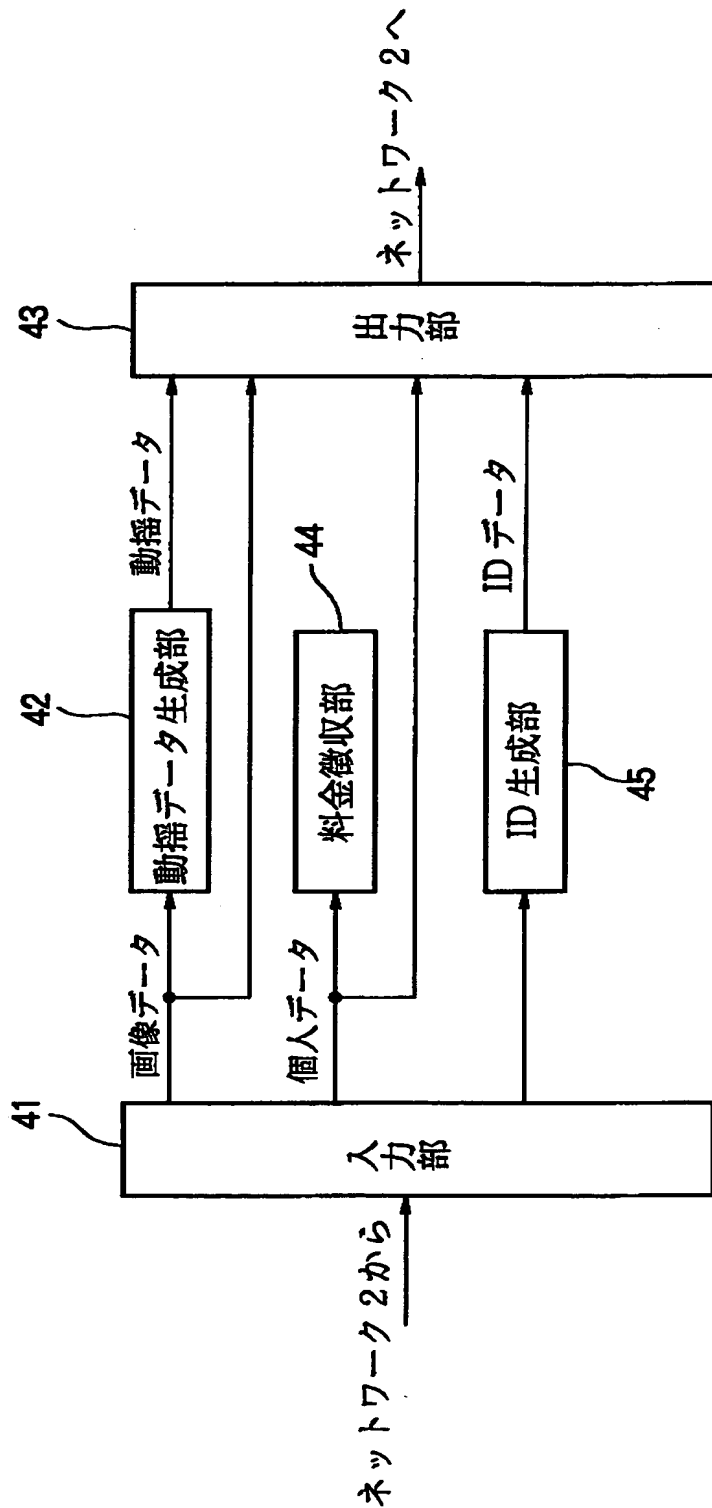 ネットワーク2から
41
入力部
画像データ
個人データ
42
動揺データ生成部
動揺データ
料金徴収部
44
ID生成部
45
IDデータ
43
出力部
ネットワーク2へ